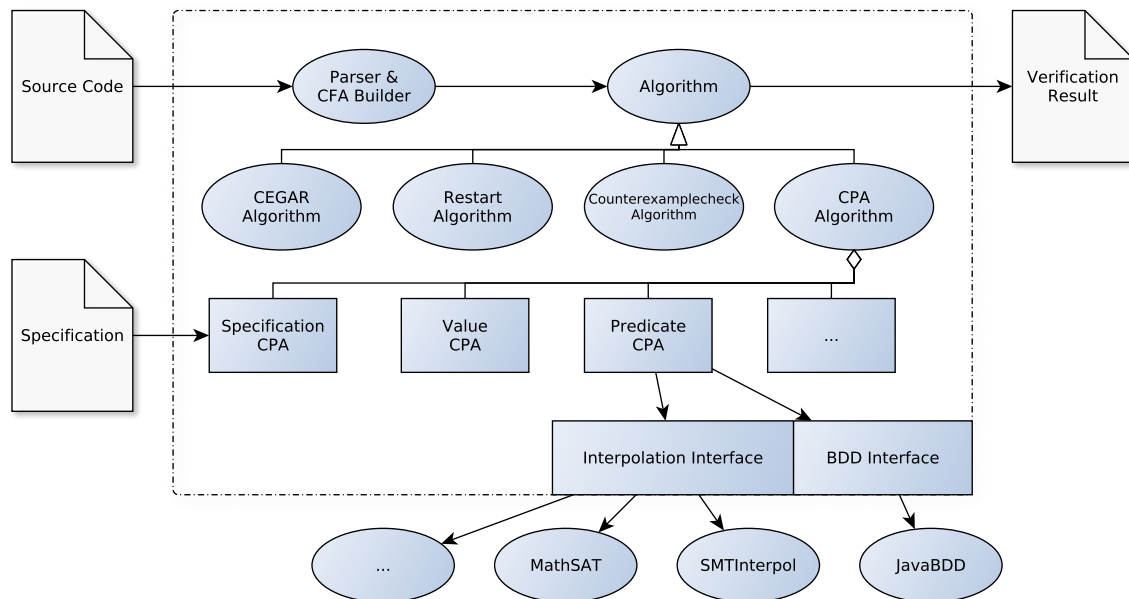 Source Code
Parser &
CFA Builder
Algorithm
Verification
Result
CEGAR
Algorithm
Restart
Algorithm
Counterexamplecheck
Algorithm
CPA
Algorithm
Specification
Specification
CPA
Value
CPA
Predicate
CPA
...
Interpolation Interface
BDD Interface
...
MathSAT
SMTInterpol
JavaBDD